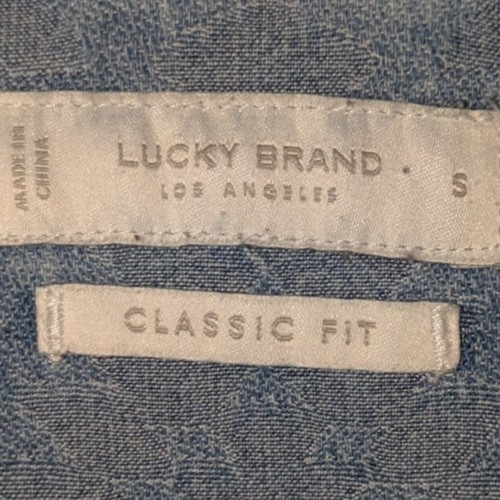 MADE IN
CHINA
LUCKY BRAND
LOS ANGELES
S
CLASSIC FIT